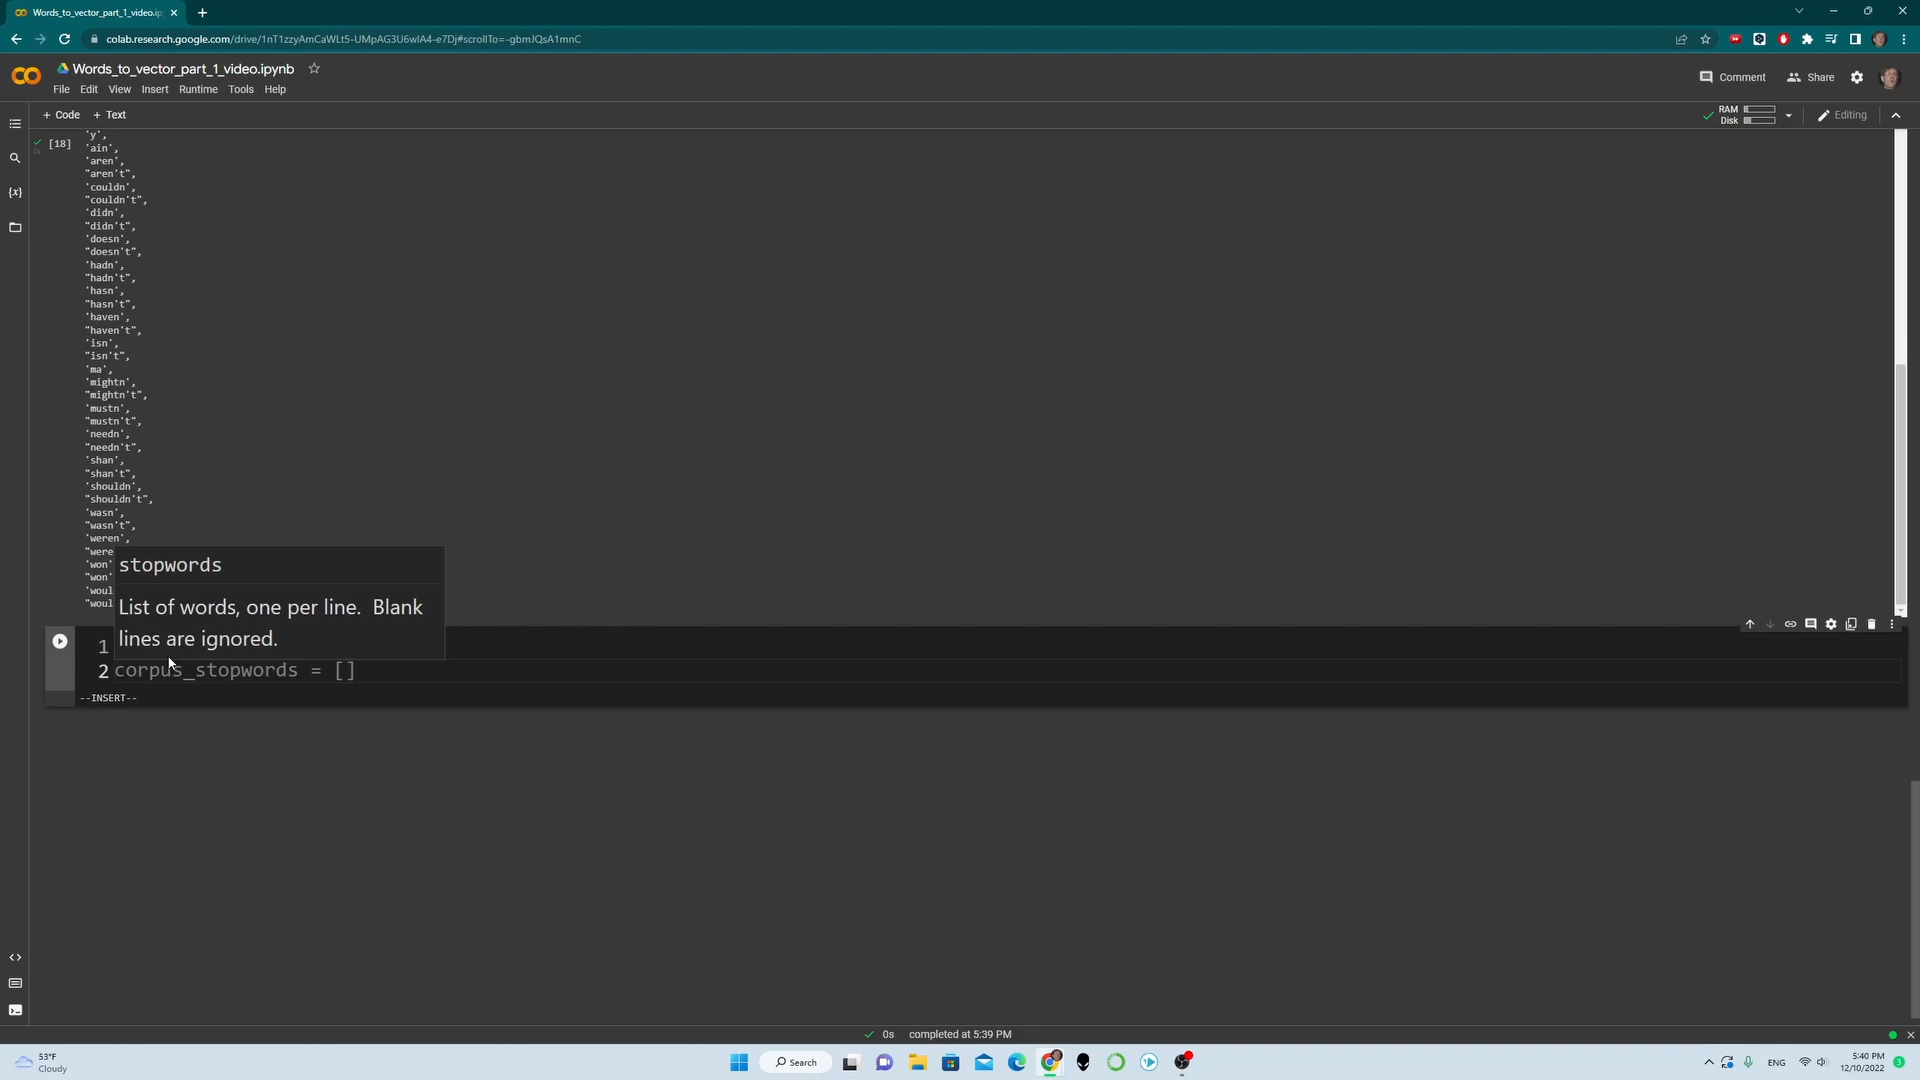 Words_to_vector_part_1_video.ip
colab.research.google.com/drive/1nT1zzyAmCaWLt5-UMpAG3U6wIA4-e7Dj#scrollTo=-gbmJQsA1mnC
Words_to_vector_part_1_video.ipynb
Comment
Share
File Edit View Insert Runtime Tools Help
+ Code + Text
RAM
Disk
Editing
[18]
'y',
'ain',
'aren',
"aren't",
'couldn',
"couldn't",
'didn',
"didn't",
'doesn',
"doesn't",
'hadn',
"hadn't",
'hasn',
"hasn't",
'haven',
"haven't",
'isn',
"isn't",
'ma',
'mightn',
"mightn't",
'mustn',
"mustn't",
'needn',
"needn't",
'shan',
"shan't",
'shouldn',
"shouldn't",
'wasn',
"wasn't",
'weren',
"were
'won'
"won'
'woul
"woul
stopwords
List of words, one per line. Blank
lines are ignored.
1
2 corpus_stopwords = []
--INSERT--
0s completed at 5:39 PM
53°F
Cloudy
Search
ENG
5:40 PM
12/10/2022
3